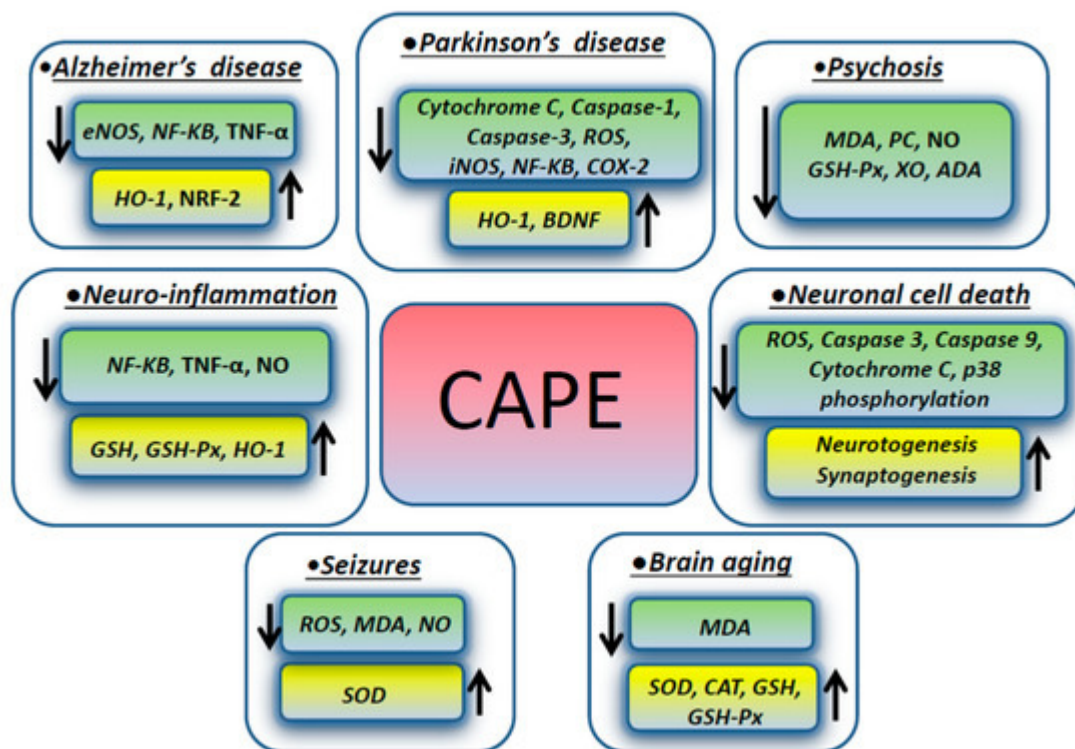 •Alzheimer’s disease
eNOS, NF-KB, TNF-α
HO-1, NRF-2
●Parkinson’s disease
Cytochrome C, Caspase-1,
Caspase-3, ROS,
iNOS, NF-KB, COX-2
HO-1, BDNF
•Psychosis
MDA, PC, NO
GSH-Px, XO, ADA
●Neuro-inflammation
NF-KB, TNF-α, NO
GSH, GSH-Px, HO-1
CAPE
●Neuronal cell death
ROS, Caspase 3, Caspase 9,
Cytochrome C, p38
phosphorylation
Neurotogenesis
Synaptogenesis
•Seizures
ROS, MDA, NO
SOD
●Brain aging
MDA
SOD, CAT, GSH,
GSH-Px